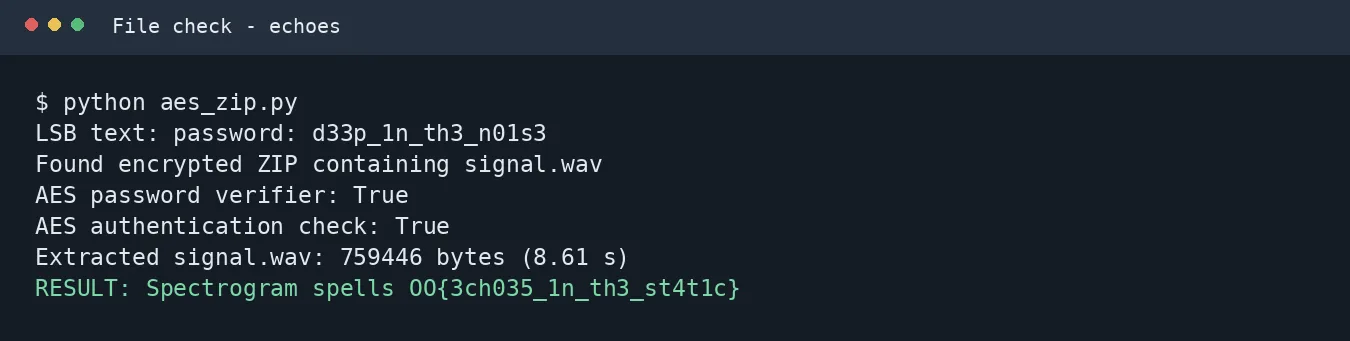 File check - echoes
$ python aes_zip.py
LSB text: password: d33p_1n_th3_n01s3
Found encrypted ZIP containing signal.wav
AES password verifier: True
AES authentication check: True
Extracted signal.wav: 759446 bytes (8.61 s)
RESULT: Spectrogram spells OO{3ch035_1n_th3_st4t1c}